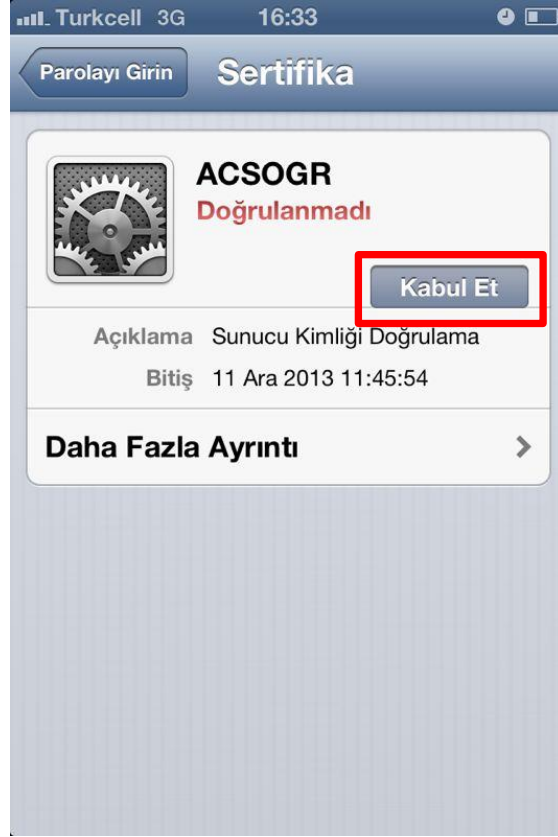 Turkcell 3G 16:33
Parolayı Girin Sertifika
ACSOGR
Doğrulanmadı
Kabul Et
Açıklama Sunucu Kimliği Doğrulama
Bitiş 11 Ara 2013 11:45:54
Daha Fazla Ayrıntı